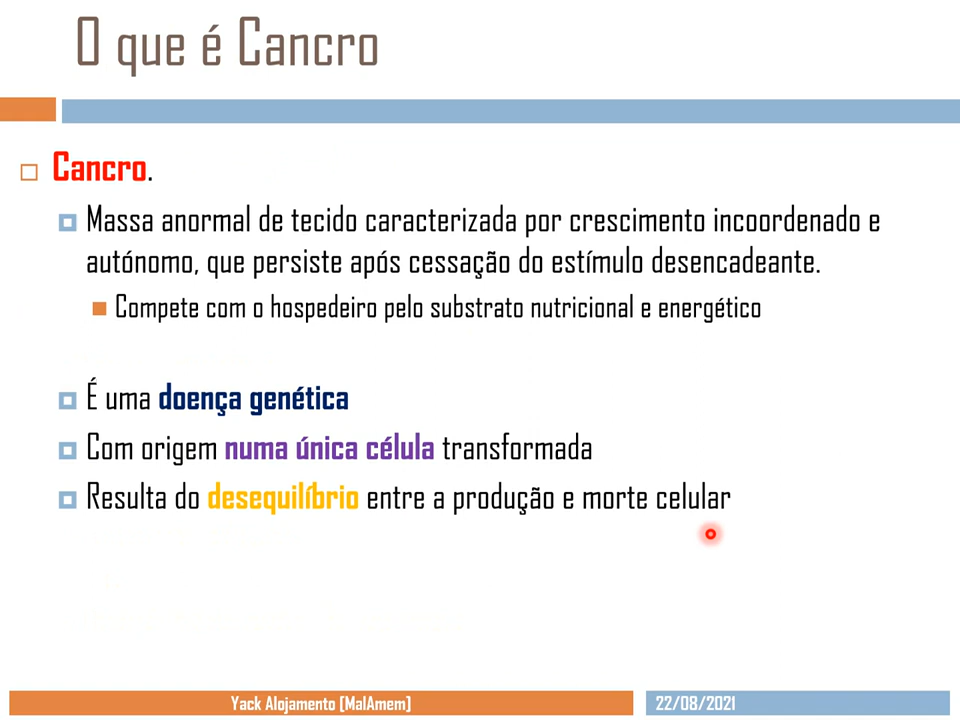 O que é Cancro
Cancro.
Massa anormal de tecido caracterizada por crescimento incoordenado e
autónomo, que persiste após cessação do estímulo desencadeante.
Compete com o hospedeiro pelo substrato nutricional e energético
É uma doença genética
Com origem numa única célula transformada
Resulta do desequilíbrio entre a produção e morte celular
Yack Alojamento [MalAmem]
22/08/2021